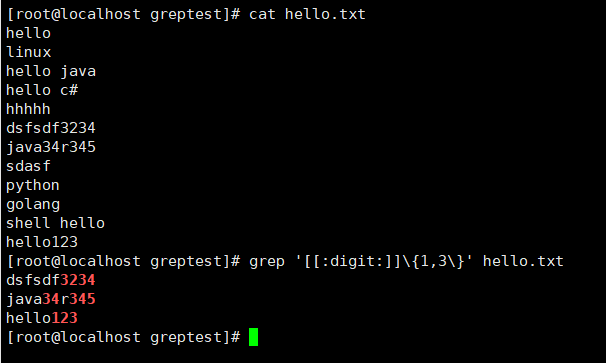 [root@localhost greptest]# cat hello.txt
hello
linux
hello java
hello c#
hhhhh
dsfsdf3234
java34r345
sdasf
python
golang
shell hello
hello123
[root@localhost greptest]# grep '[[:digit:]]\{1,3\}' hello.txt
dsfsdf3234
java34r345
hello123
[root@localhost greptest]#